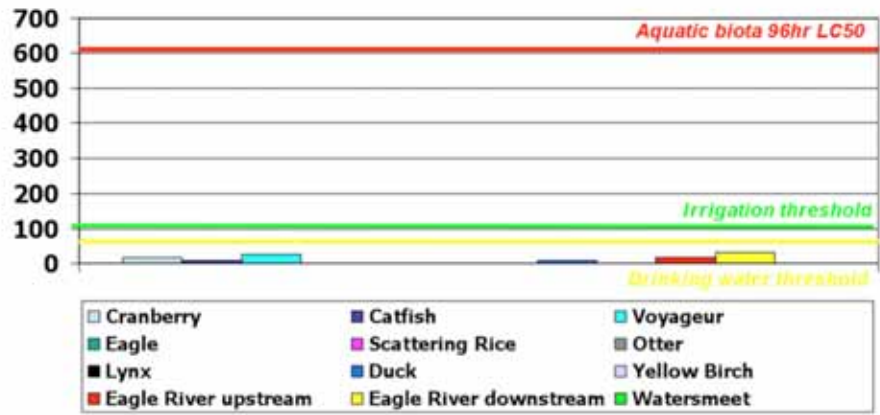 700
Aquatic biota 96hr LC50
600
500
400
300
200
Irrigation threshold
100
0
Drinking water threshold
Cranberry Catfish Voyageur
Eagle Scattering Rice Otter
Lynx Duck Yellow Birch
Eagle River upstream Eagle River downstream Watersmeet